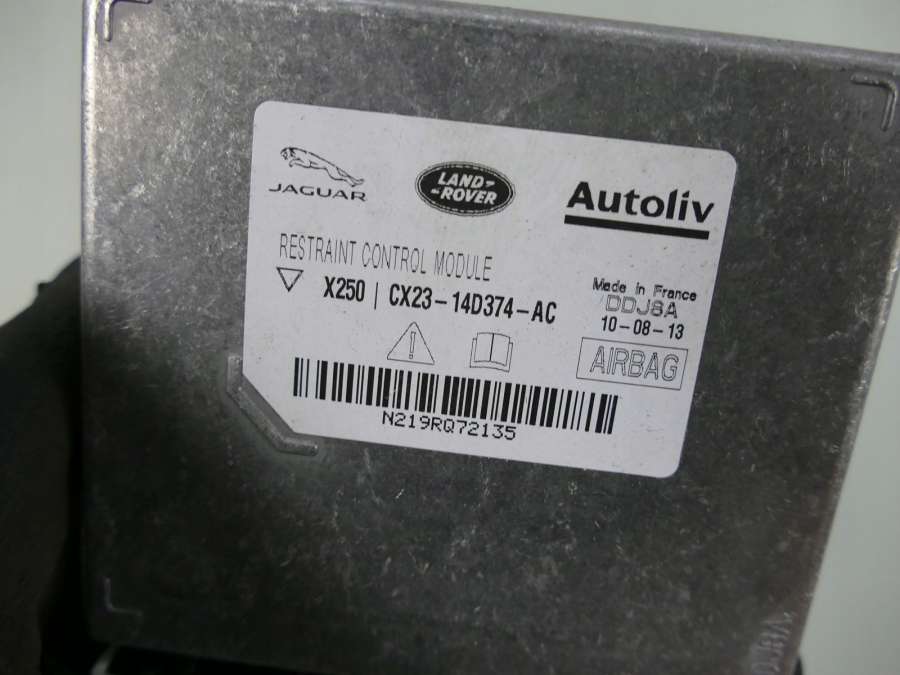 JAGUAR
LAND-
-ROVER
Autoliv
RESTRAINT CONTROL MODULE
X250 | CX23-14D374-AC
Made in France
DDJ8A
10-08-13
AIRBAG
N219RQ72135